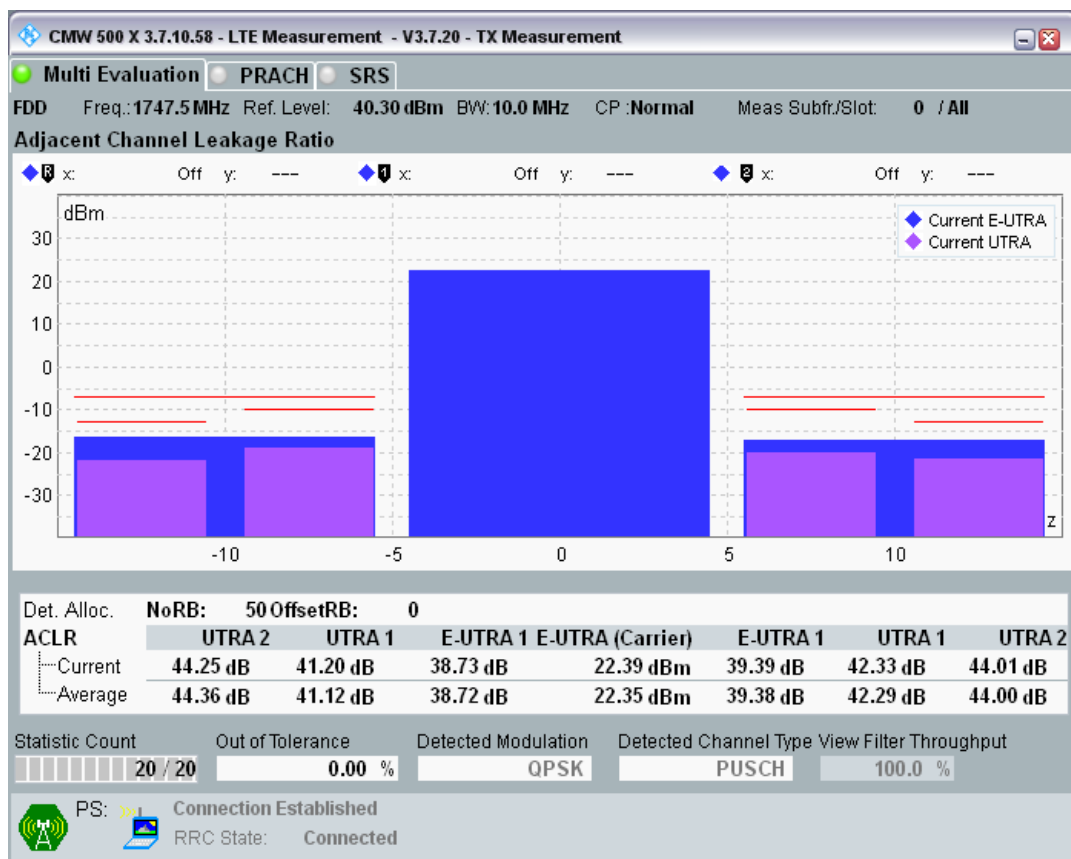 CMW 500 X 3.7.10.58 - LTE Measurement - V3.7.20 - TX Measurement
Multi Evaluation PRACH SRS
FDD Freq.: 1747.5 MHz Ref. Level: 40.30 dBm BW: 10.0 MHz CP :Normal Meas Subfr./Slot: 0 / All
Adjacent Channel Leakage Ratio
R x: Off y: --- 1 x: Off y: --- 2 x: Off y: ---
dBm
Current E-UTRA
Current UTRA
30
20
10
0
-10
-20
-30
z
-10 -5 0 5 10
Det. Alloc. NoRB: 50 OffsetRB: 0
ACLR UTRA 2 UTRA 1 E-UTRA 1 E-UTRA (Carrier) E-UTRA 1 UTRA 1 UTRA 2
Current 44.25 dB 41.20 dB 38.73 dB 22.39 dBm 39.39 dB 42.33 dB 44.01 dB
Average 44.36 dB 41.12 dB 38.72 dB 22.35 dBm 39.38 dB 42.29 dB 44.00 dB
Statistic Count Out of Tolerance Detected Modulation Detected Channel Type View Filter Throughput
20 / 20 0.00 % QPSK PUSCH 100.0 %
PS: Connection Established
RRC State: Connected